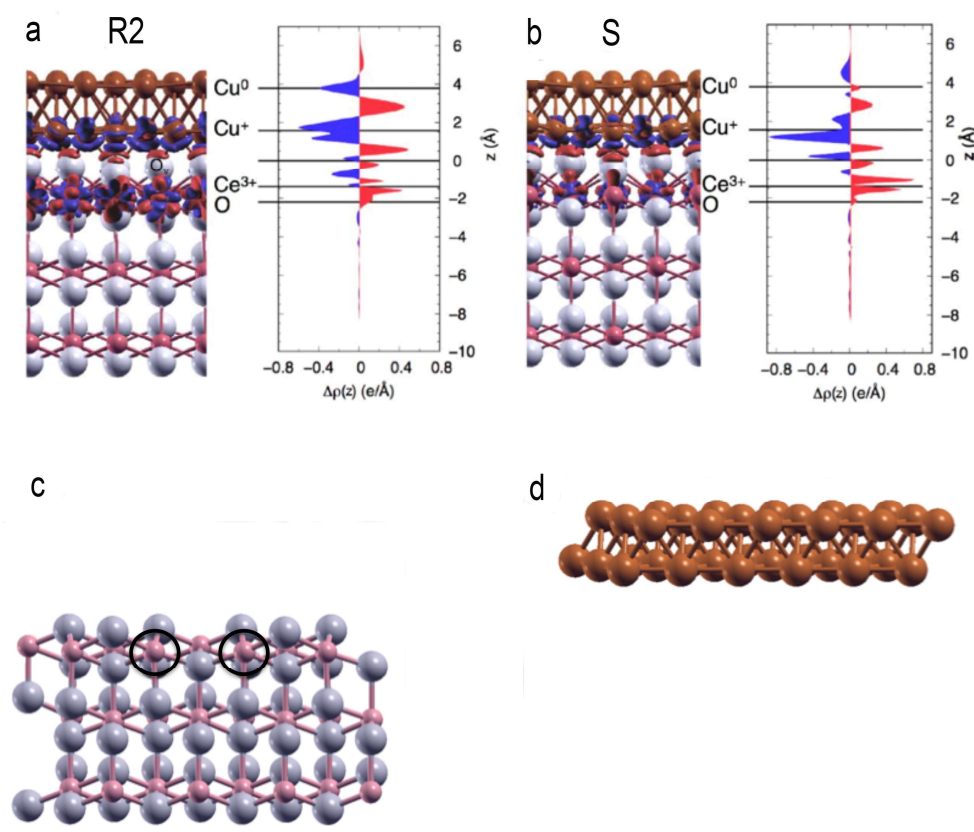 a R2
Cu⁰
Cu⁺
O
Ce³⁺
O
6
4
2
0
−2
−4
−6
−8
−10
z (Å)
−0.8 −0.4 0 0.4 0.8
Δρ(z) (e/Å)
b S
Cu⁰
Cu⁺
Ce³⁺
O
6
4
2
0
−2
−4
−6
−8
−10
z (Å)
−0.8 −0.4 0 0.4 0.8
Δρ(z) (e/Å)
c
d